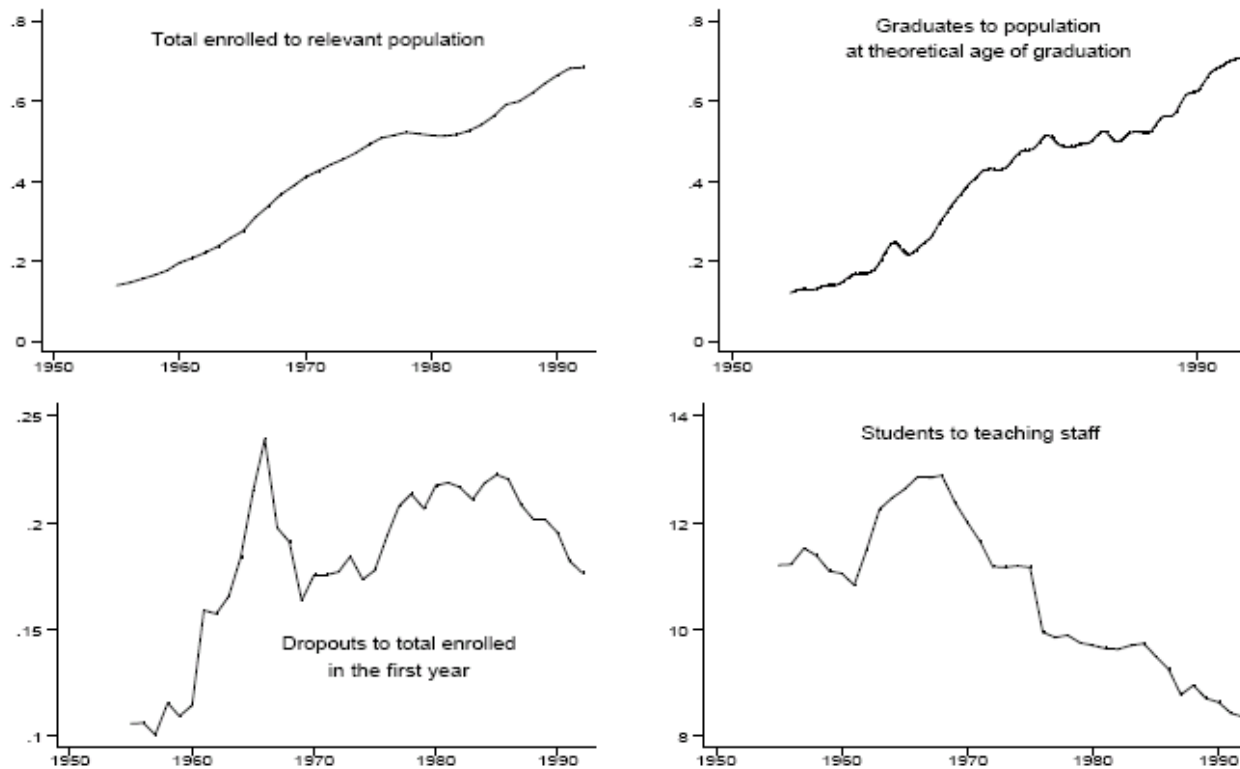 .8
Total enrolled to relevant population
.6
.4
.2
0
1950 1960 1970 1980 1990
.8
Graduates to population
at theoretical age of graduation
.6
.4
.2
0
1950 1990
.25
.2
.15
Dropouts to total enrolled
in the first year
.1
1950 1960 1970 1980 1990
14
Students to teaching staff
12
10
8
1950 1960 1970 1980 1990